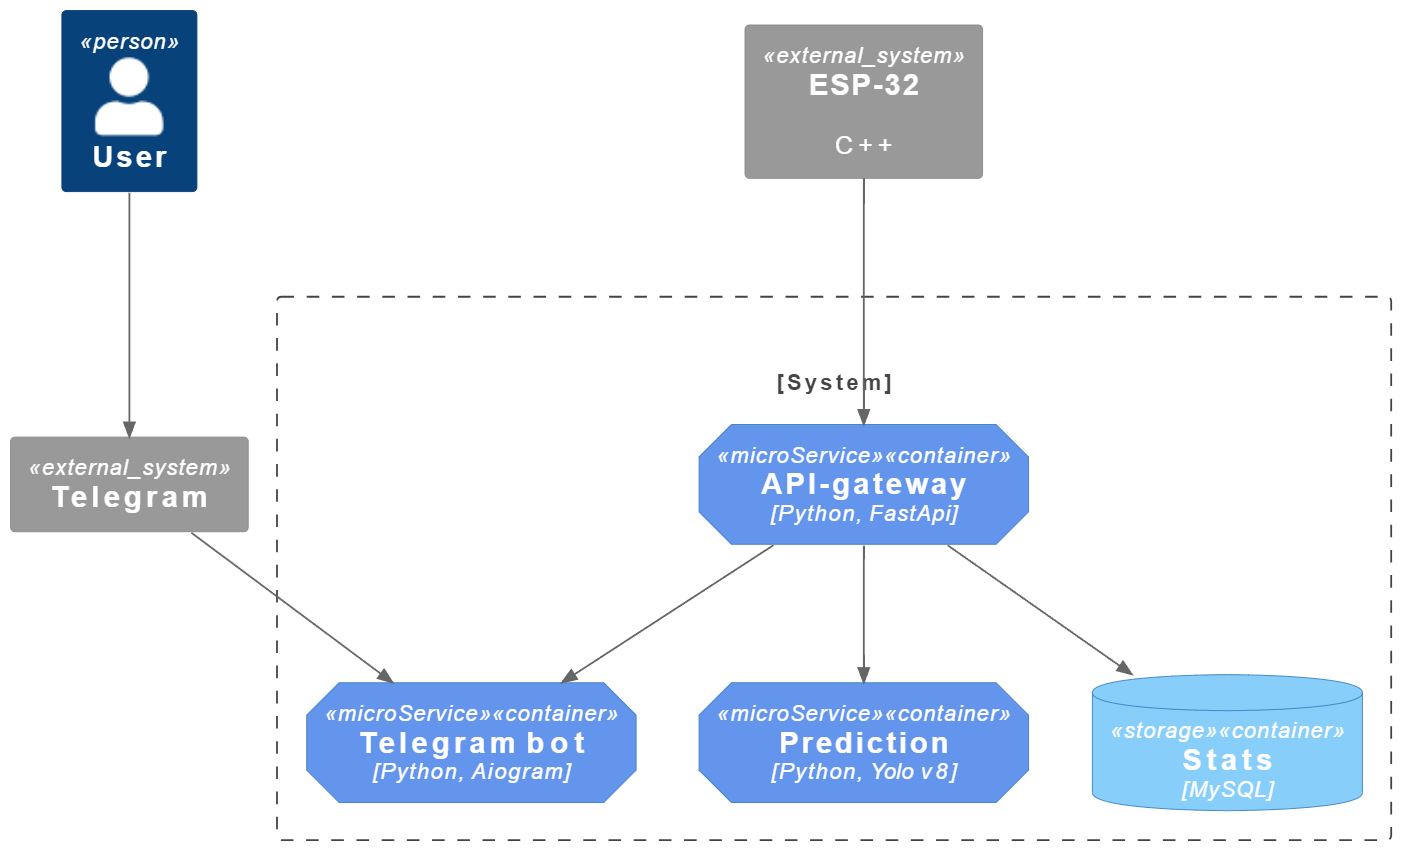 «person»
User
«external_system»
ESP-32
C++
[System]
«external_system»
Telegram
«microService»«container»
API-gateway
[Python, FastApi]
«microService»«container»
Telegram bot
[Python, Aiogram]
«microService»«container»
Prediction
[Python, Yolo v8]
«storage»«container»
Stats
[MySQL]